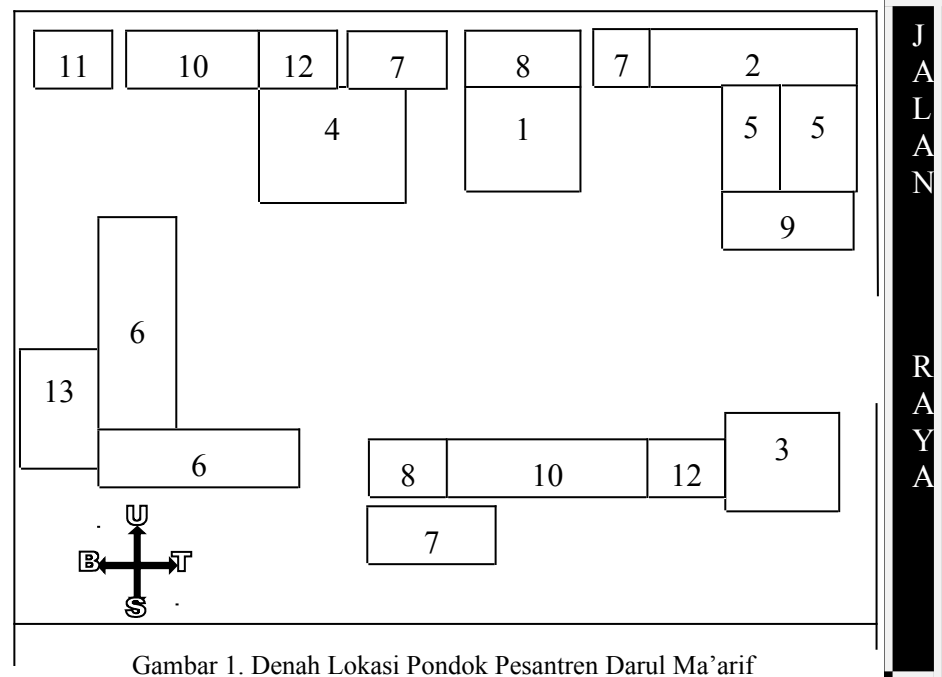 11 10 12 7 8 7 2
4 1 5 5
9
6
13
6
3
8 10 12
7
U
B T
S
JALAN RAYA
Gambar 1. Denah Lokasi Pondok Pesantren Darul Ma’arif